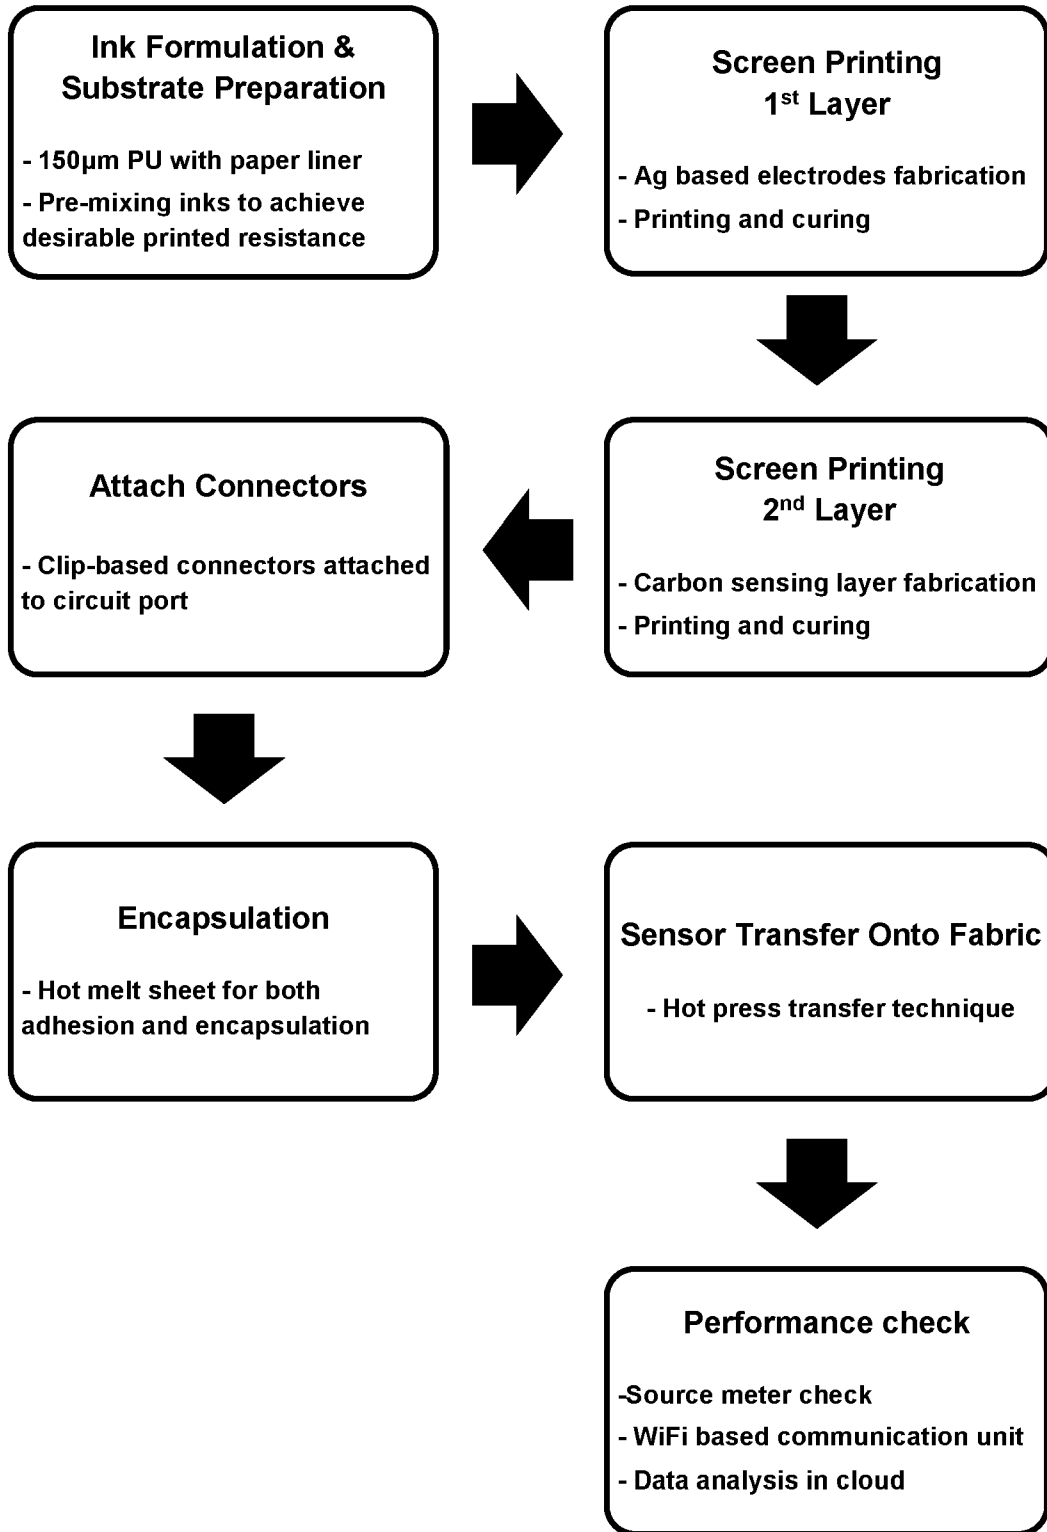 Ink Formulation &
Substrate Preparation
- 150µm PU with paper liner
- Pre-mixing inks to achieve
desirable printed resistance
Screen Printing
1st Layer
- Ag based electrodes fabrication
- Printing and curing
Screen Printing
2nd Layer
- Carbon sensing layer fabrication
- Printing and curing
Attach Connectors
- Clip-based connectors attached
to circuit port
Encapsulation
- Hot melt sheet for both
adhesion and encapsulation
Sensor Transfer Onto Fabric
- Hot press transfer technique
Performance check
-Source meter check
- WiFi based communication unit
- Data analysis in cloud